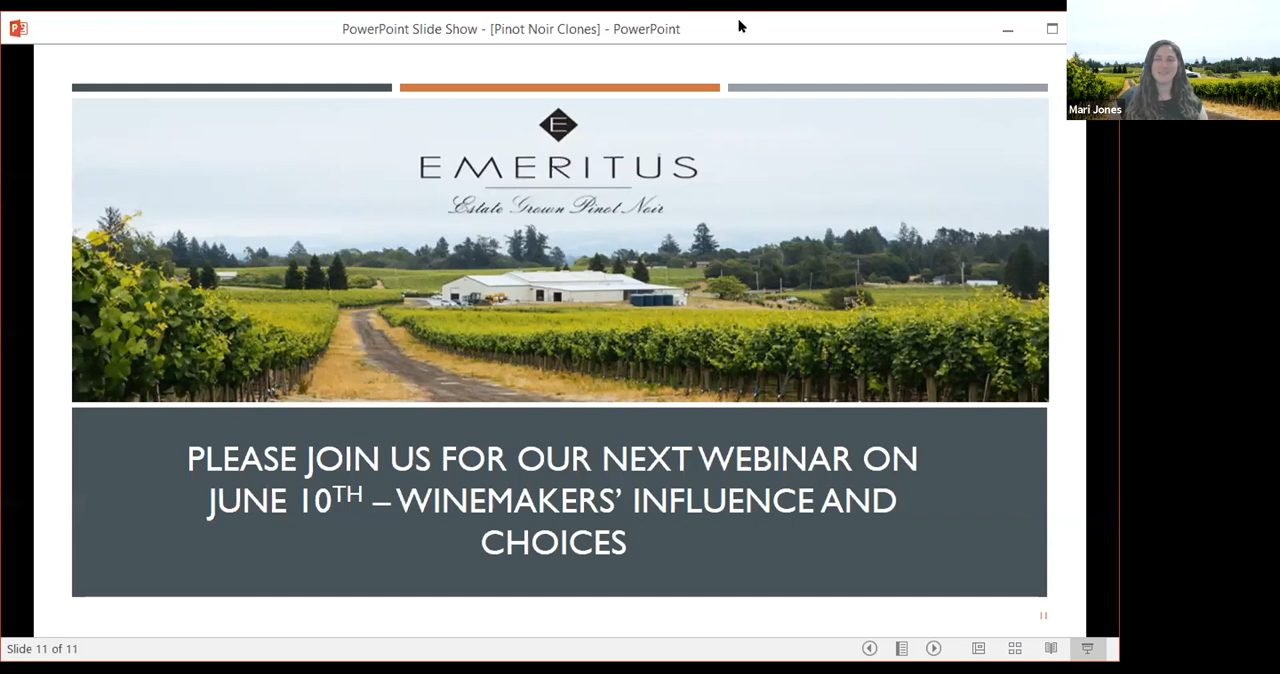 PowerPoint Slide Show - [Pinot Noir Clones] - PowerPoint
Mari Jones
E
EMERITUS
Estate Grown Pinot Noir
PLEASE JOIN US FOR OUR NEXT WEBINAR ON
JUNE 10TH – WINEMAKERS’ INFLUENCE AND
CHOICES
11
Slide 11 of 11